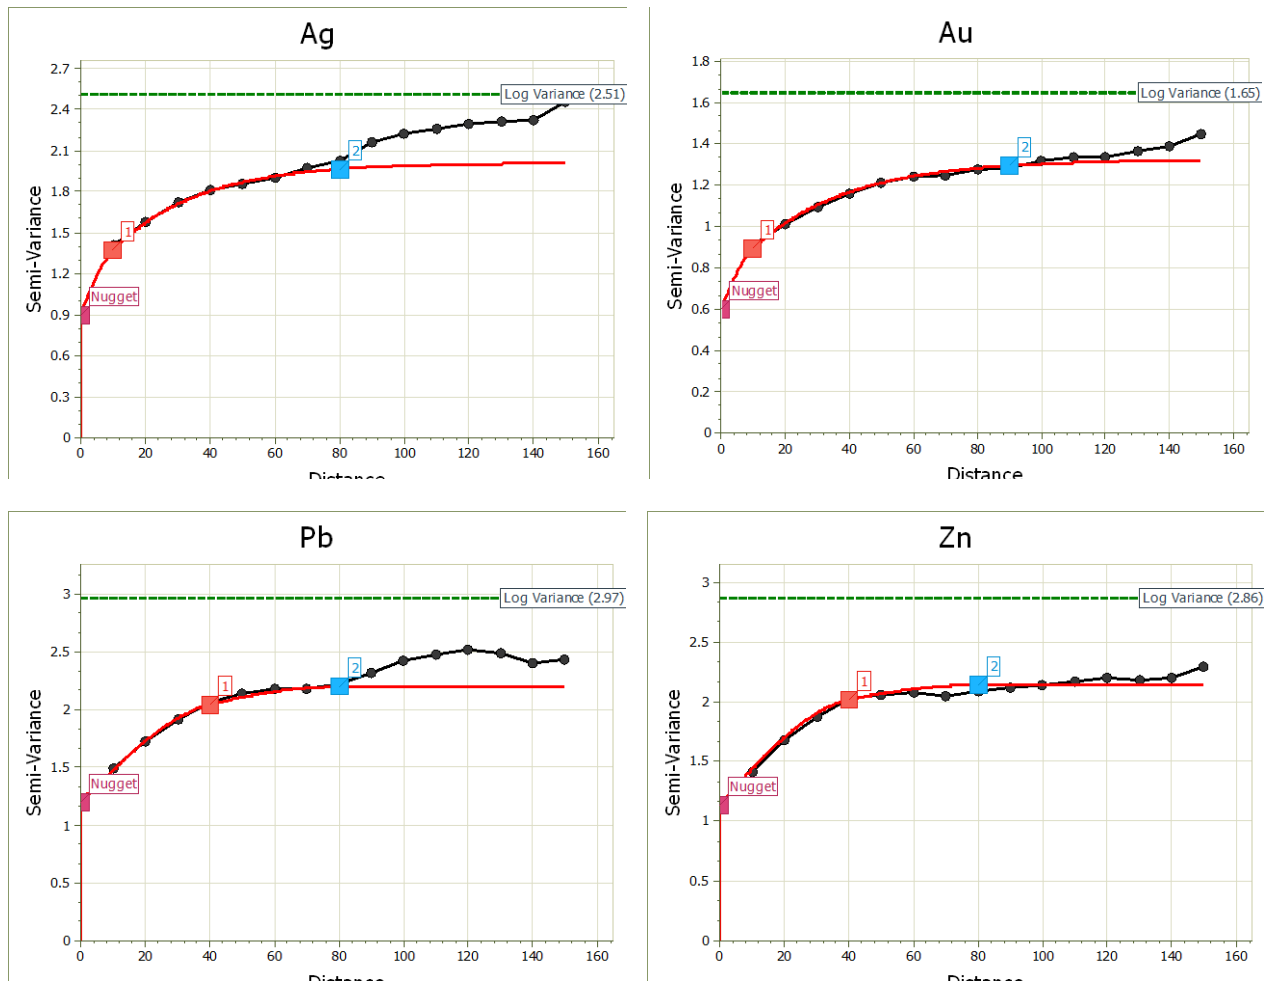 Ag
2.7
2.4
2.1
1.8
1.5
1.2
0.9
0.6
0.3
0
Semi-Variance
Log Variance (2.51)
2
1
Nugget
0 20 40 60 80 100 120 140 160
Distance
Au
1.8
1.6
1.4
1.2
1
0.8
0.6
0.4
0.2
0
Semi-Variance
Log Variance (1.65)
2
1
Nugget
0 20 40 60 80 100 120 140 160
Distance
Pb
3
2.5
2
1.5
1
0.5
0
Semi-Variance
Log Variance (2.97)
2
1
Nugget
0 20 40 60 80 100 120 140 160
Distance
Zn
3
2.5
2
1.5
1
0.5
0
Semi-Variance
Log Variance (2.86)
2
1
Nugget
0 20 40 60 80 100 120 140 160
Distance